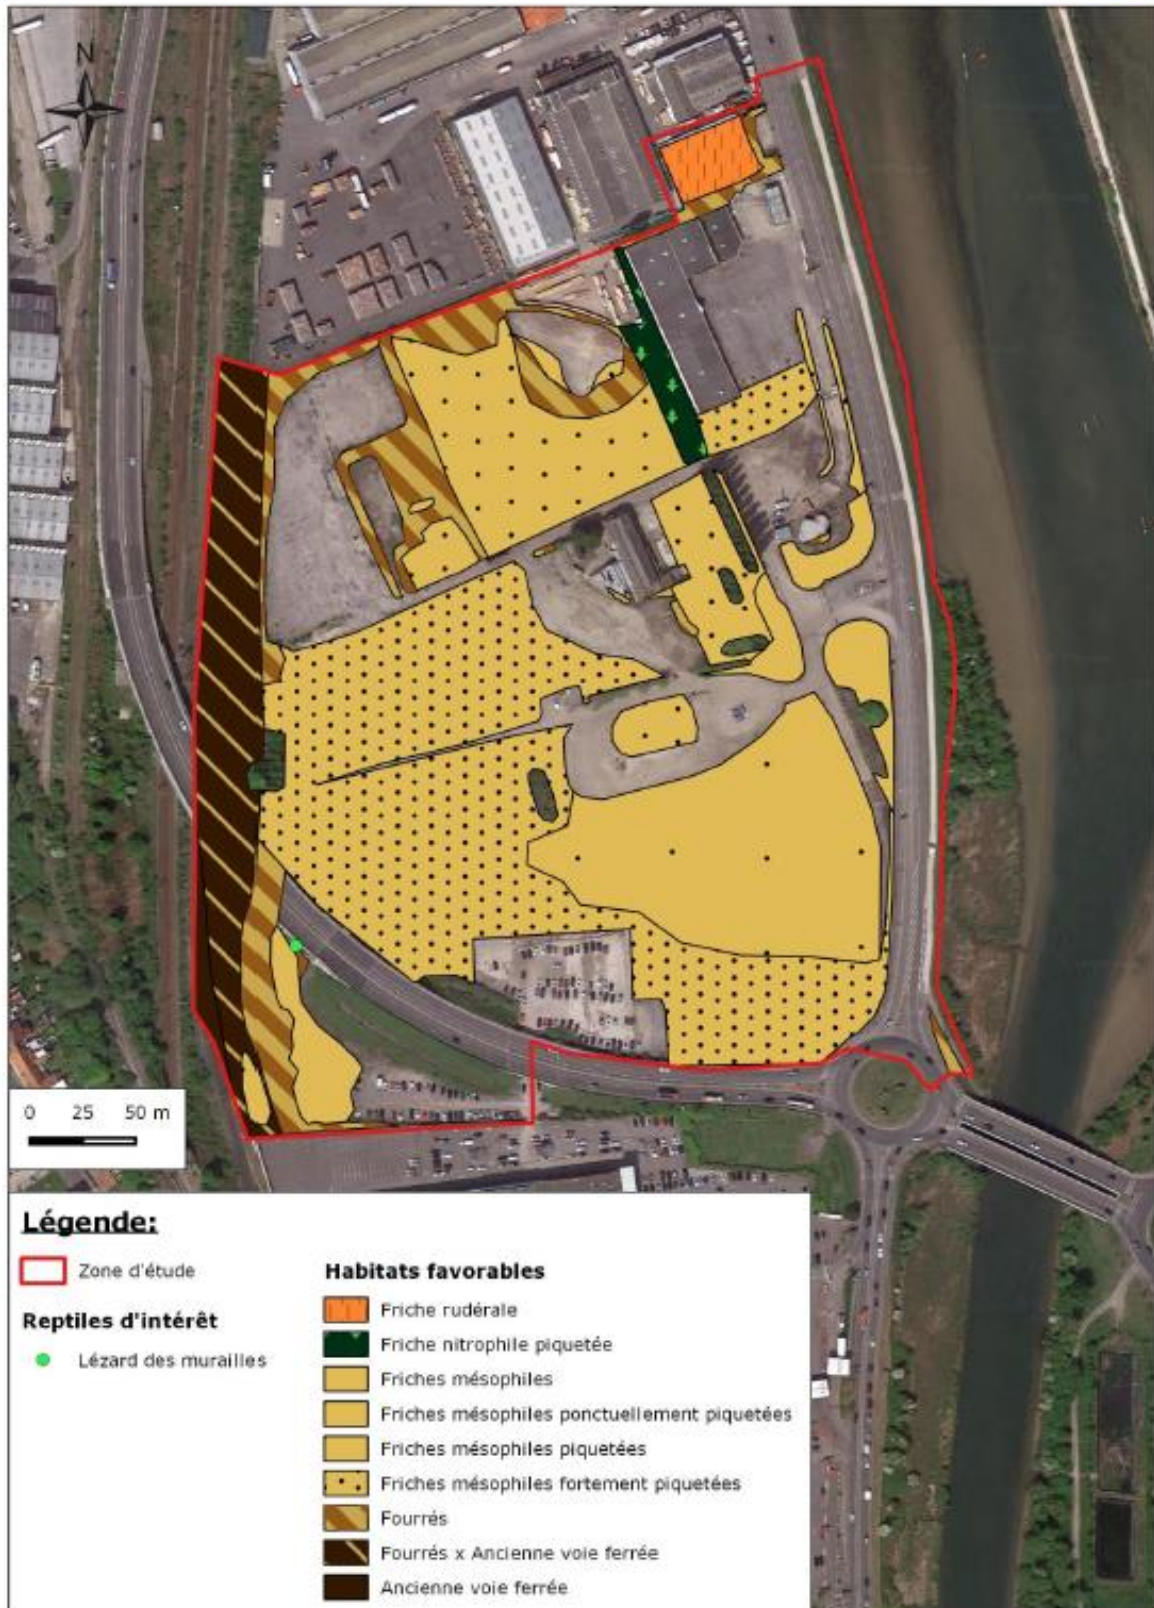 N
0 25 50 m
Légende:
Zone d'étude
Reptiles d'intérêt
Lézard des murailles
Habitats favorables
Friche rudérale
Friche nitrophile piquetée
Friches mésophiles
Friches mésophiles ponctuellement piquetées
Friches mésophiles piquetées
Friches mésophiles fortement piquetées
Fourrés
Fourrés x Ancienne voie ferrée
Ancienne voie ferrée